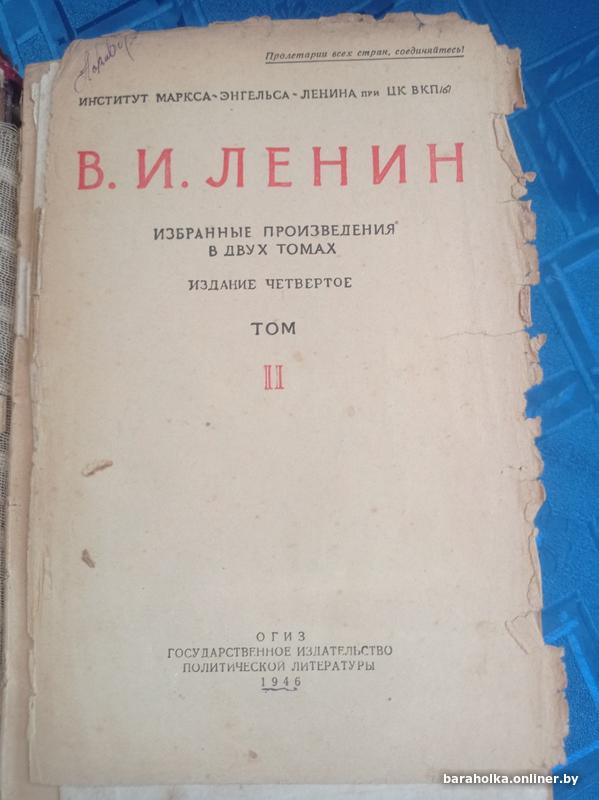 Пролетарии всех стран, соединяйтесь!
ИНСТИТУТ МАРКСА-ЭНГЕЛЬСА-ЛЕНИНА при ЦК ВКП(б)
В. И. ЛЕНИН
ИЗБРАННЫЕ ПРОИЗВЕДЕНИЯ
В ДВУХ ТОМАХ
ИЗДАНИЕ ЧЕТВЕРТОЕ
ТОМ
II
ОГИЗ
ГОСУДАРСТВЕННОЕ ИЗДАТЕЛЬСТВО
ПОЛИТИЧЕСКОЙ ЛИТЕРАТУРЫ
1946
baraholka.onliner.by